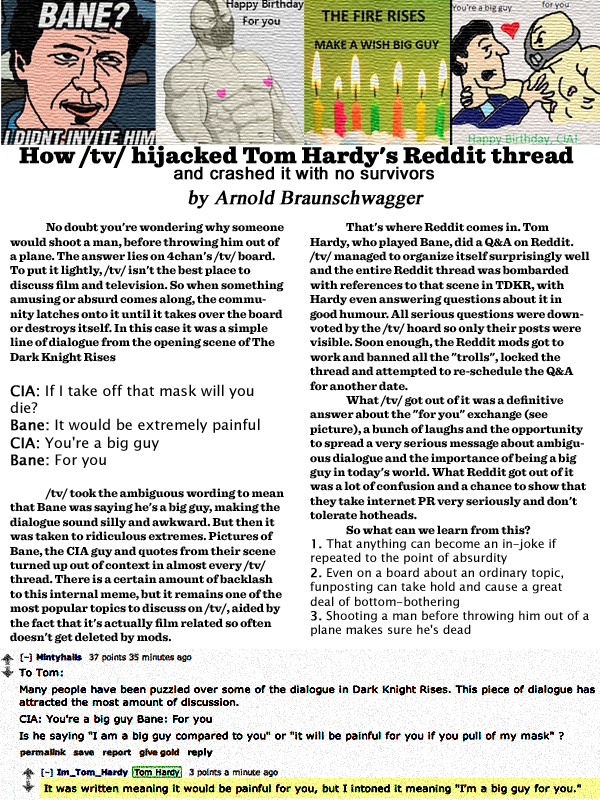 BANE?
I DIDNT INVITE HIM
Happy Birthday
For you
THE FIRE RISES
MAKE A WISH BIG GUY
You're a big guy
for you
Happy Birthday, CIA!
How /tv/ hijacked Tom Hardy's Reddit thread
and crashed it with no survivors
by Arnold Braunschwagger
No doubt you're wondering why someone
would shoot a man, before throwing him out of
a plane. The answer lies on 4chan's /tv/ board.
To put it lightly, /tv/ isn't the best place to
discuss film and television. So when something
amusing or absurd comes along, the commu-
nity latches onto it until it takes over the board
or destroys itself. In this case it was a simple
line of dialogue from the opening scene of The
Dark Knight Rises
CIA: If I take off that mask will you
die?
Bane: It would be extremely painful
CIA: You're a big guy
Bane: For you
/tv/ took the ambiguous wording to mean
that Bane was saying he's a big guy, making the
dialogue sound silly and awkward. But then it
was taken to ridiculous extremes. Pictures of
Bane, the CIA guy and quotes from their scene
turned up out of context in almost every /tv/
thread. There is a certain amount of backlash
to this internal meme, but it remains one of the
most popular topics to discuss on /tv/, aided by
the fact that it's actually film related so often
doesn't get deleted by mods.
That's where Reddit comes in. Tom
Hardy, who played Bane, did a Q&A on Reddit.
/tv/ managed to organize itself surprisingly well
and the entire Reddit thread was bombarded
with references to that scene in TDKR, with
Hardy even answering questions about it in
good humour. All serious questions were down-
voted by the /tv/ hoard so only their posts were
visible. Soon enough, the Reddit mods got to
work and banned all the "trolls", locked the
thread and attempted to re-schedule the Q&A
for another date.
What /tv/ got out of it was a definitive
answer about the "for you" exchange (see
picture), a bunch of laughs and the opportunity
to spread a very serious message about ambigu-
ous dialogue and the importance of being a big
guy in today's world. What Reddit got out of it
was a lot of confusion and a chance to show that
they take internet PR very seriously and don't
tolerate hotheads.
So what can we learn from this?
1. That anything can become an in-joke if
repeated to the point of absurdity
2. Even on a board about an ordinary topic,
funposting can take hold and cause a great
deal of bottom-bothering
3. Shooting a man before throwing him out of a
plane makes sure he's dead
[-] Mintyhails 37 points 35 minutes ago
To Tom:
Many people have been puzzled over some of the dialogue in Dark Knight Rises. This piece of dialogue has
attracted the most amount of discussion.
CIA: You're a big guy Bane: For you
Is he saying "I am a big guy compared to you" or "it will be painful for you if you pull of my mask" ?
permalink save report give gold reply
[-] Im_Tom_Hardy Tom Hardy 3 points a minute ago
It was written meaning it would be painful for you, but I intoned it meaning "I'm a big guy for you."